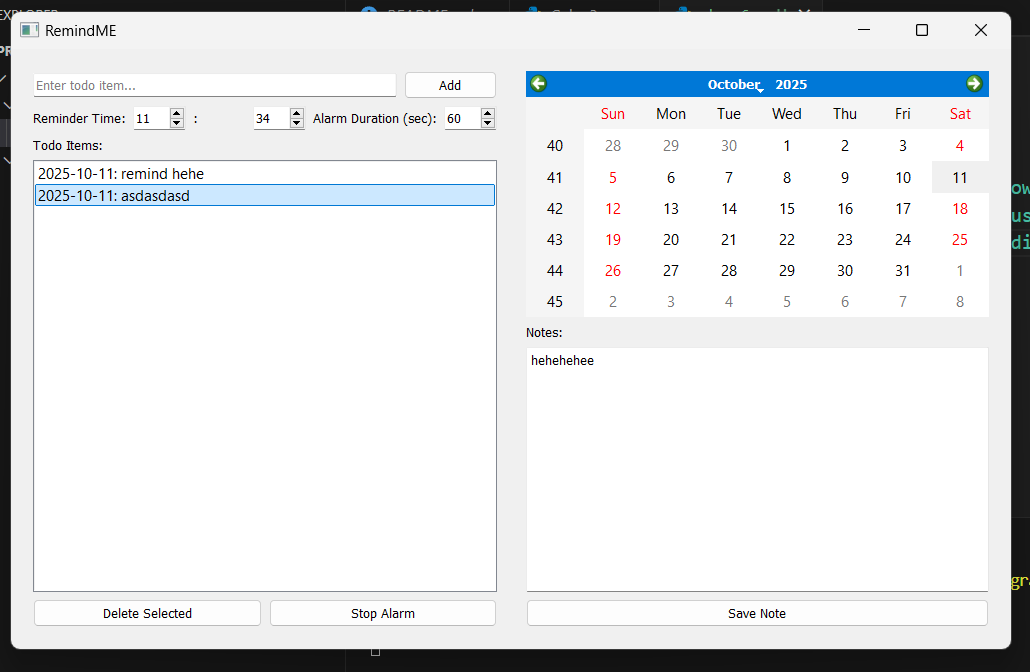 EXPLORER
RemindME
Enter todo item...
Add
Reminder Time: 11 : 34 Alarm Duration (sec): 60
Todo Items:
2025-10-11: remind hehe
2025-10-11: asdasdasd
Delete Selected
Stop Alarm
October 2025
Sun Mon Tue Wed Thu Fri Sat
40 28 29 30 1 2 3 4
41 5 6 7 8 9 10 11
42 12 13 14 15 16 17 18
43 19 20 21 22 23 24 25
44 26 27 28 29 30 31 1
45 2 3 4 5 6 7 8
Notes:
hehehehee
Save Note